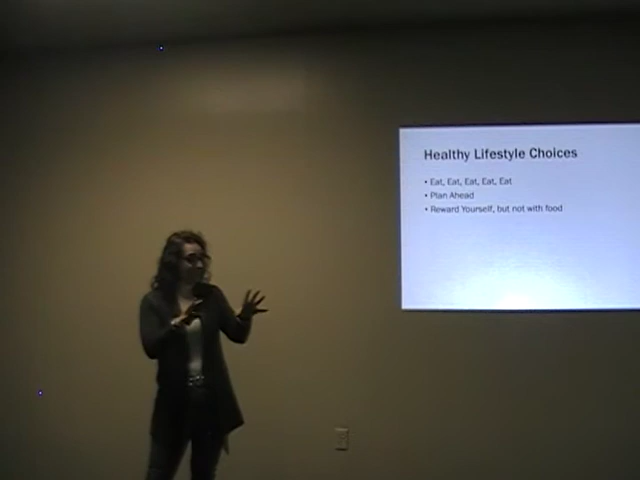 Healthy Lifestyle Choices
• Eat, Eat, Eat, Eat, Eat
• Plan Ahead
• Reward Yourself, but not with food